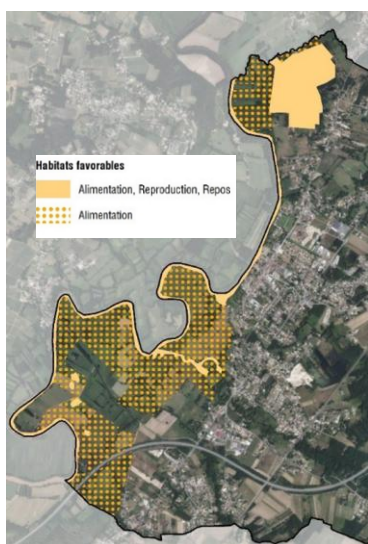 Habitats favorables
Alimentation, Reproduction, Repos
Alimentation